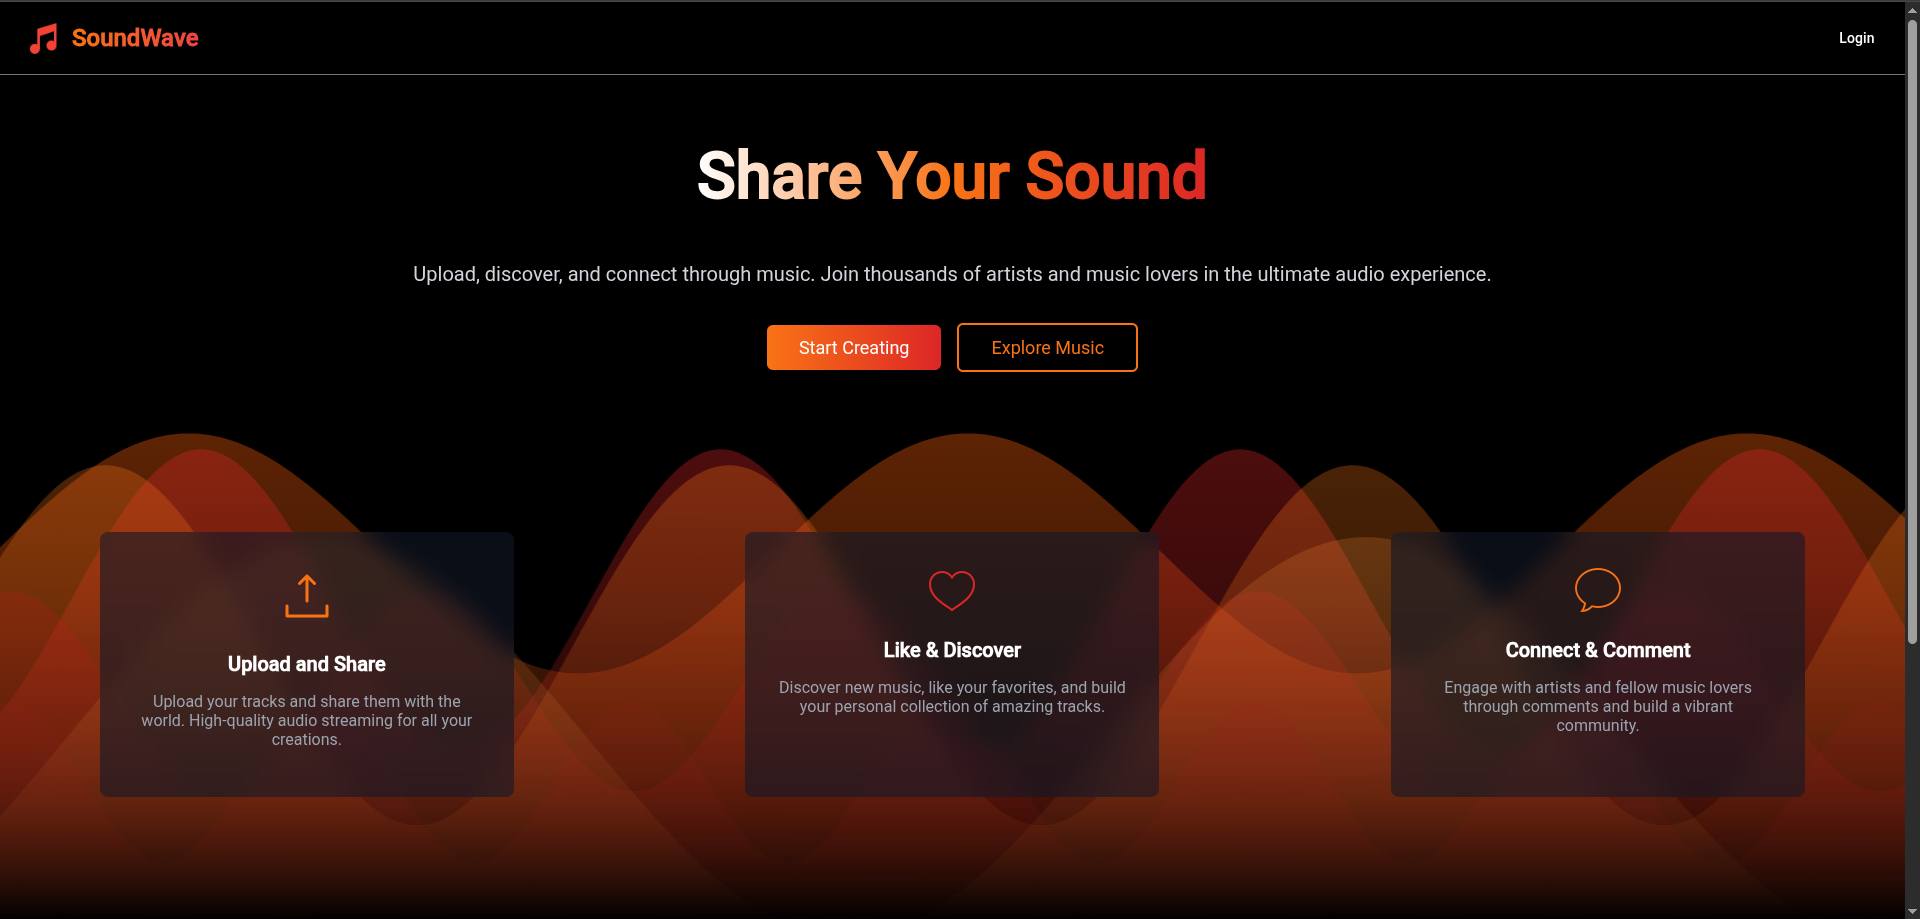 SoundWave
Login
Share Your Sound
Upload, discover, and connect through music. Join thousands of artists and music lovers in the ultimate audio experience.
Start Creating
Explore Music
Upload and Share
Upload your tracks and share them with the
world. High-quality audio streaming for all your
creations.
Like & Discover
Discover new music, like your favorites, and build
your personal collection of amazing tracks.
Connect & Comment
Engage with artists and fellow music lovers
through comments and build a vibrant
community.